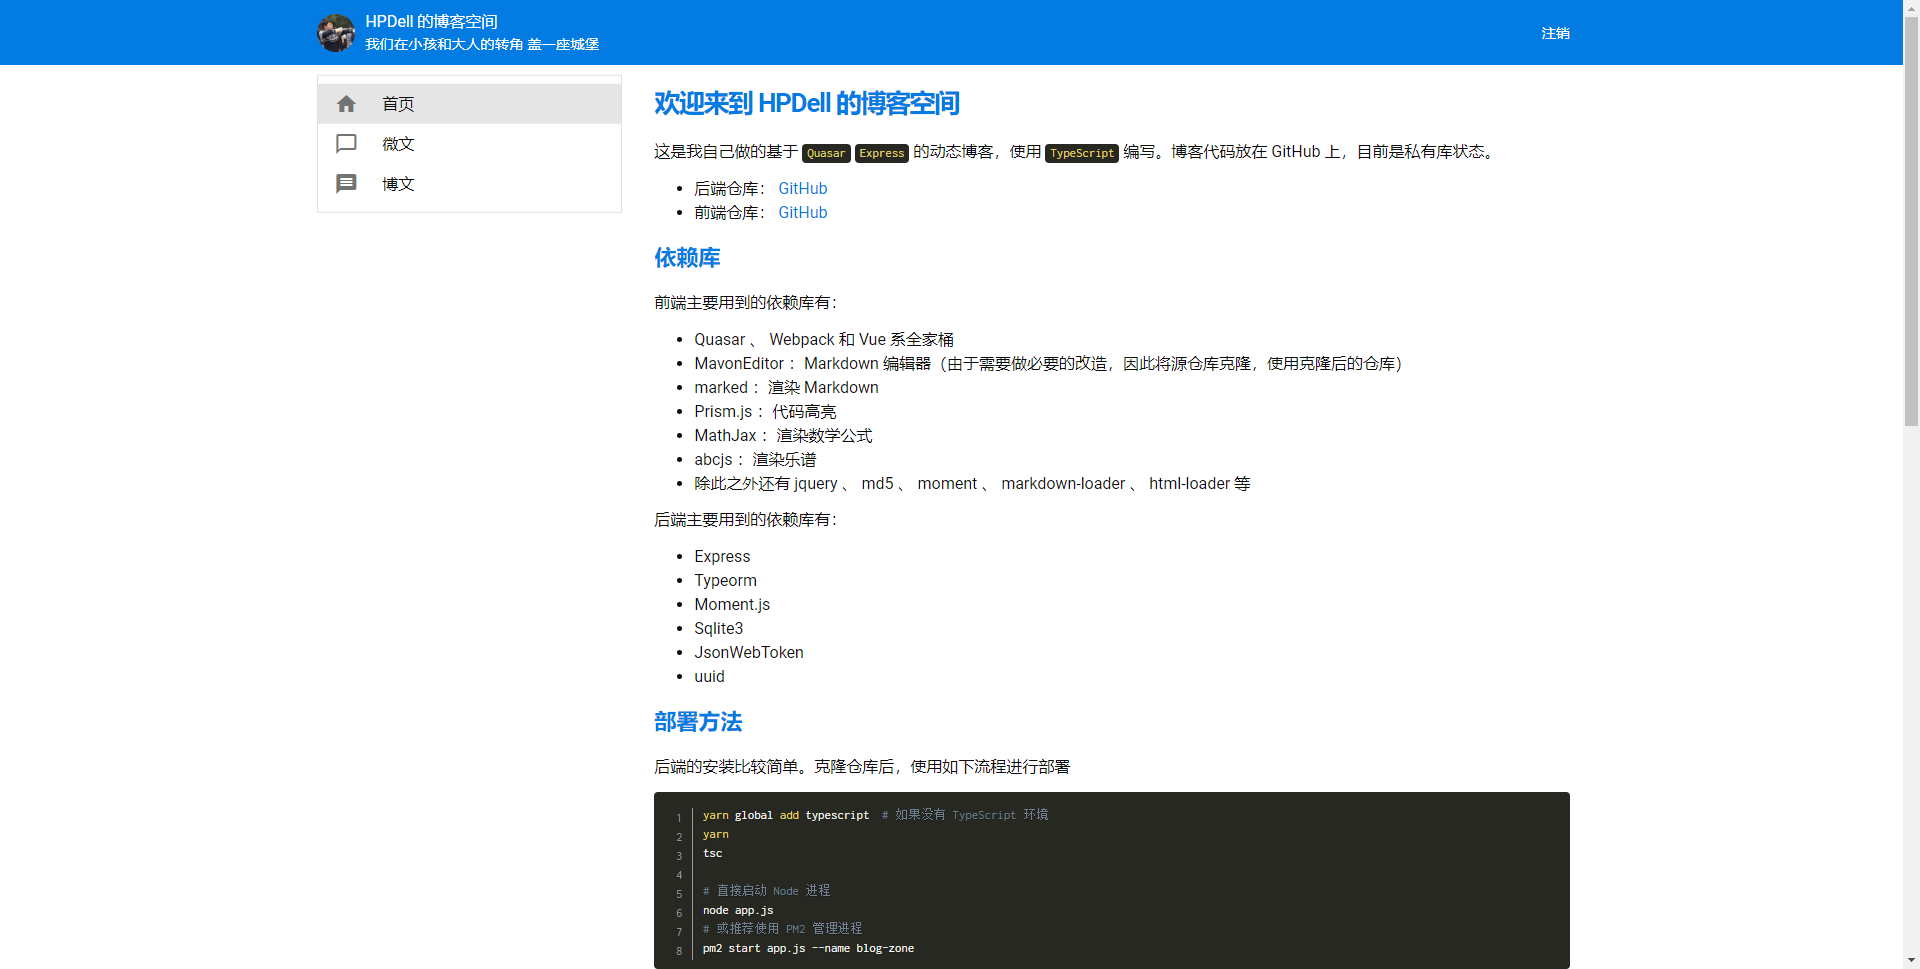 HPDell 的博客空间
我们在小孩和大人的转角 盖一座城堡
注销
首页
微文
博文
欢迎来到 HPDell 的博客空间
这是我自己做的基于 Quasar Express 的动态博客，使用 TypeScript 编写。博客代码放在 GitHub 上，目前是私有库状态。
后端仓库： GitHub
前端仓库： GitHub
依赖库
前端主要用到的依赖库有：
Quasar 、 Webpack 和 Vue 系全家桶
MavonEditor ：Markdown 编辑器（由于需要做必要的改造，因此将源仓库克隆，使用克隆后的仓库）
marked ：渲染 Markdown
Prism.js ：代码高亮
MathJax ：渲染数学公式
abcjs ：渲染乐谱
除此之外还有 jquery 、 md5 、 moment 、 markdown-loader 、 html-loader 等
后端主要用到的依赖库有：
Express
Typeorm
Moment.js
Sqlite3
JsonWebToken
uuid
部署方法
后端的安装比较简单。克隆仓库后，使用如下流程进行部署
1 yarn global add typescript  # 如果没有 TypeScript 环境
2 yarn
3 tsc
4
5 # 直接启动 Node 进程
6 node app.js
7 # 或推荐使用 PM2 管理进程
8 pm2 start app.js --name blog-zone